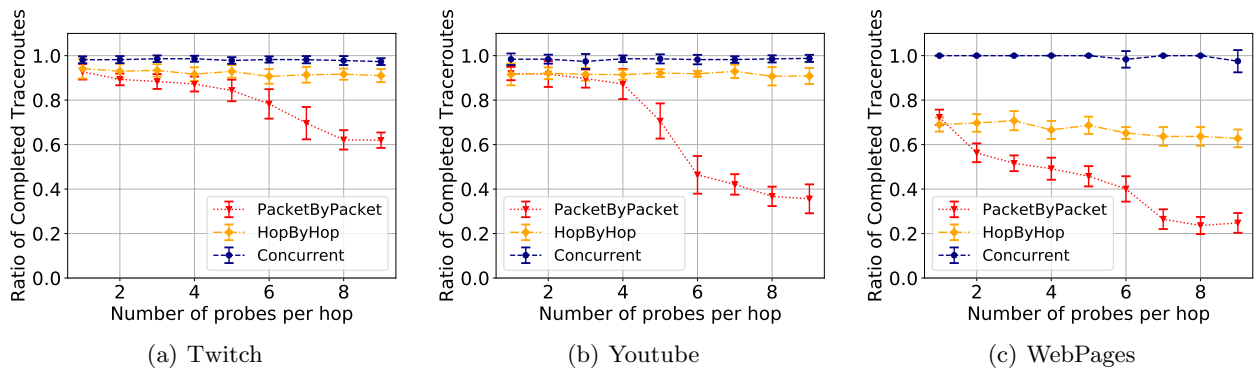 Ratio of Completed Traceroutes
1.0
0.8
0.6
0.4
0.2
0.0
PacketByPacket
HopByHop
Concurrent
2 4 6 8
Number of probes per hop
(a) Twitch
Ratio of Completed Traceroutes
1.0
0.8
0.6
0.4
0.2
0.0
PacketByPacket
HopByHop
Concurrent
2 4 6 8
Number of probes per hop
(b) Youtube
Ratio of Completed Traceroutes
1.0
0.8
0.6
0.4
0.2
0.0
PacketByPacket
HopByHop
Concurrent
2 4 6 8
Number of probes per hop
(c) WebPages